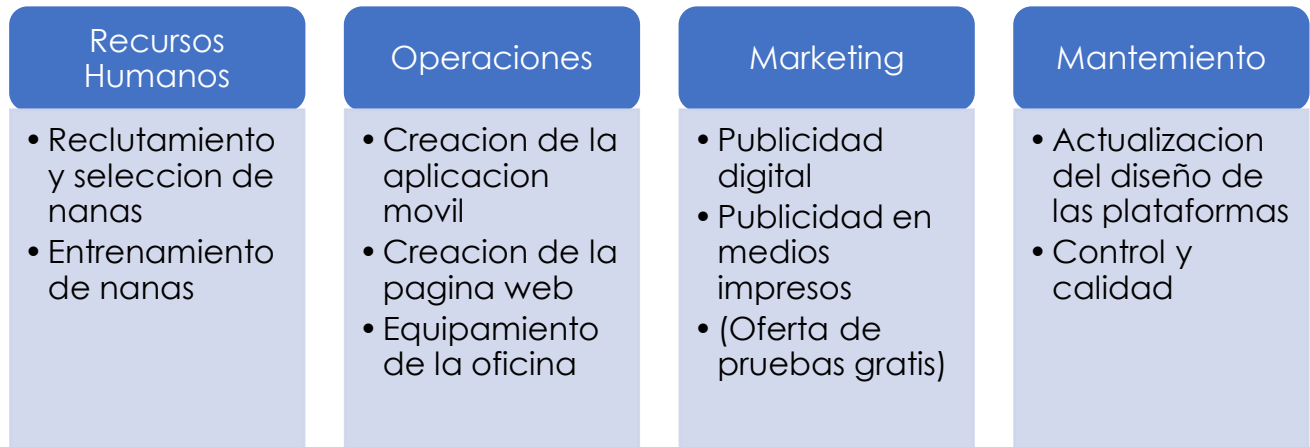 Recursos
Humanos
• Reclutamiento
y seleccion de
nanas
• Entrenamiento
de nanas
Operaciones
• Creacion de la
aplicacion
movil
• Creacion de la
pagina web
• Equipamiento
de la oficina
Marketing
• Publicidad
digital
• Publicidad en
medios
impresos
• (Oferta de
pruebas gratis)
Mantemiento
• Actualizacion
del diseño de
las plataformas
• Control y
calidad